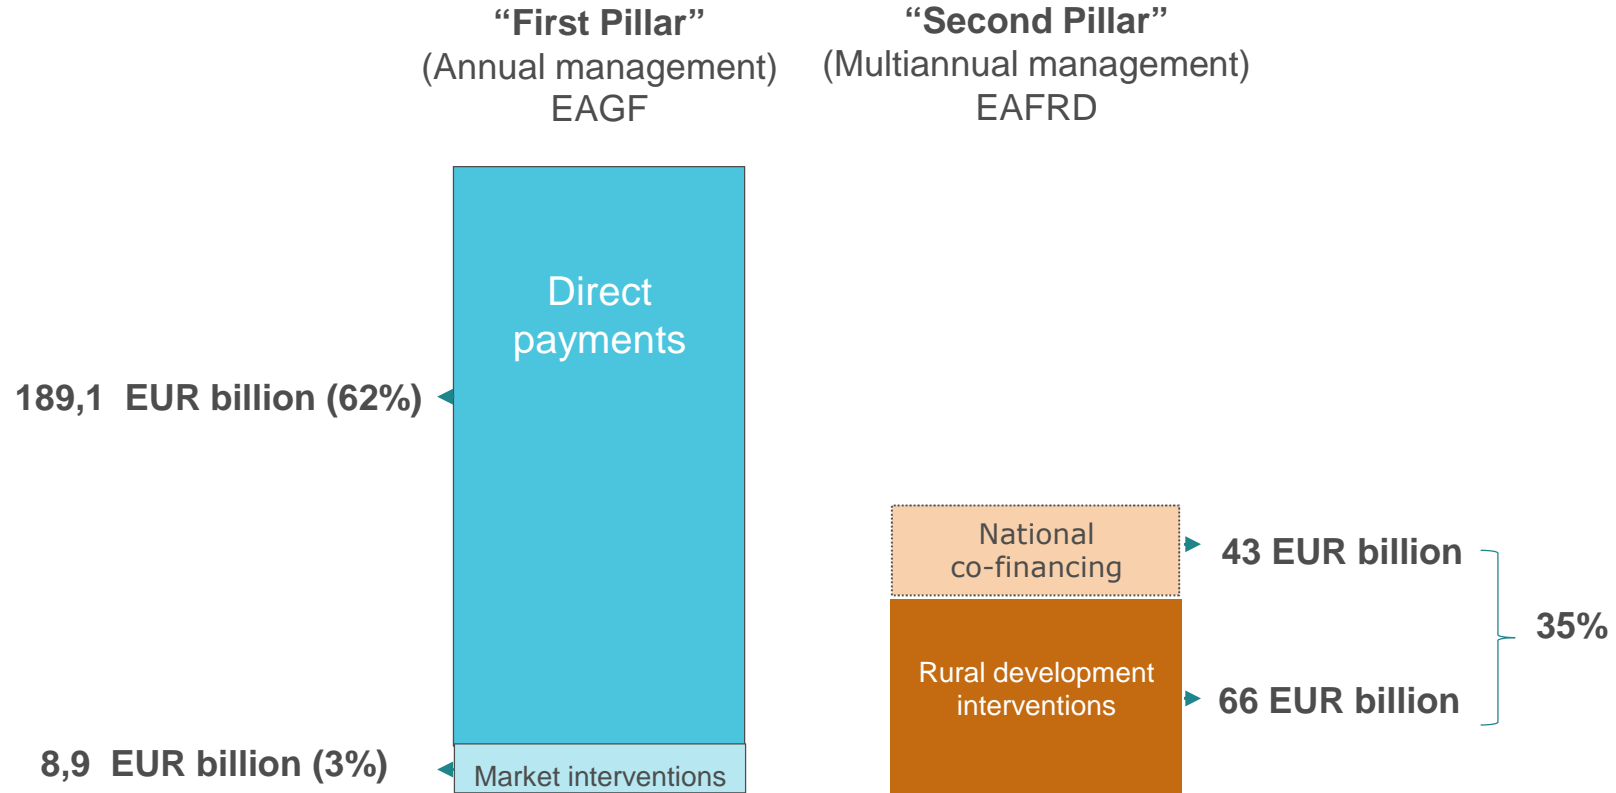 “First Pillar”
(Annual management)
EAGF
“Second Pillar”
(Multiannual management)
EAFRD
Direct
payments
189,1 EUR billion (62%)
8,9 EUR billion (3%)
Market interventions
National
co-financing
43 EUR billion
35%
Rural development
interventions
66 EUR billion